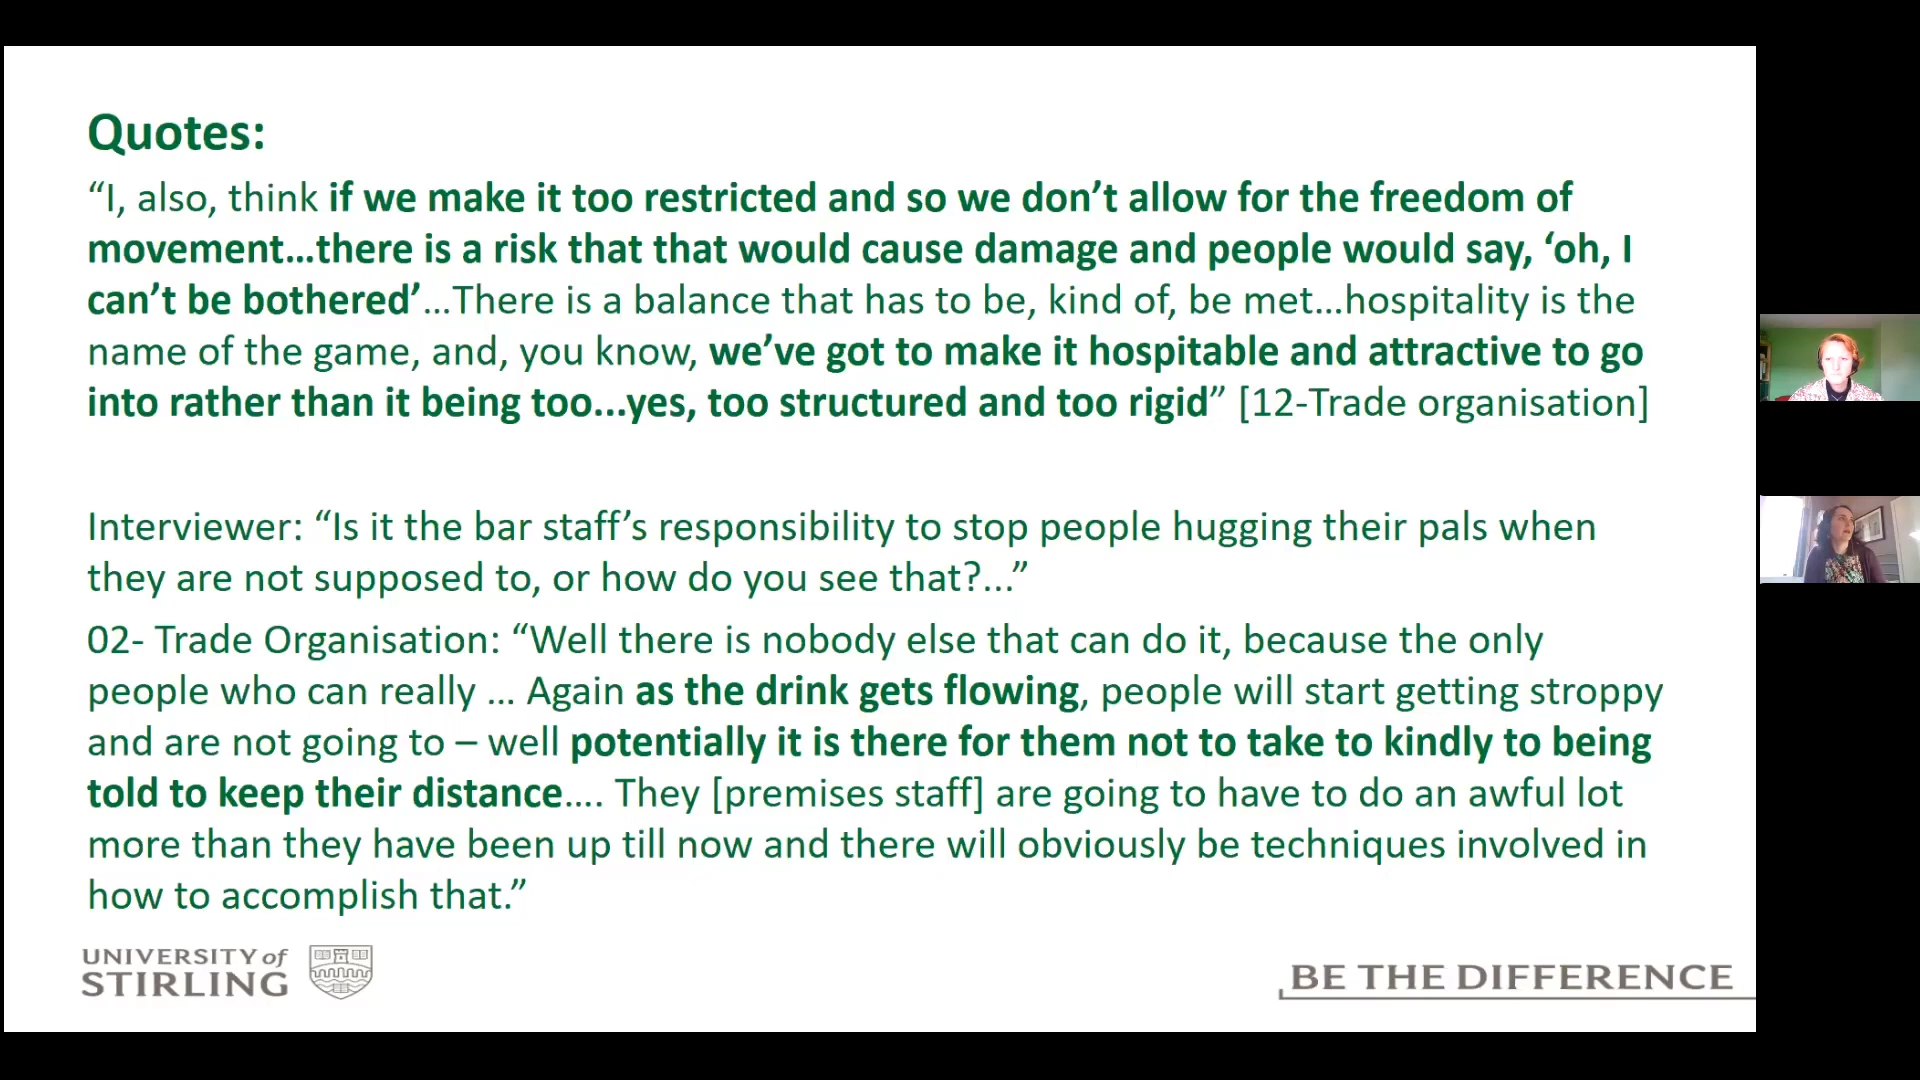 Quotes:
“I, also, think if we make it too restricted and so we don’t allow for the freedom of
movement…there is a risk that that would cause damage and people would say, ‘oh, I
can’t be bothered’…There is a balance that has to be, kind of, be met…hospitality is the
name of the game, and, you know, we’ve got to make it hospitable and attractive to go
into rather than it being too...yes, too structured and too rigid” [12-Trade organisation]
Interviewer: “Is it the bar staff’s responsibility to stop people hugging their pals when
they are not supposed to, or how do you see that?...”
02- Trade Organisation: “Well there is nobody else that can do it, because the only
people who can really … Again as the drink gets flowing, people will start getting stroppy
and are not going to – well potentially it is there for them not to take to kindly to being
told to keep their distance…. They [premises staff] are going to have to do an awful lot
more than they have been up till now and there will obviously be techniques involved in
how to accomplish that.”
UNIVERSITY of
STIRLING
BE THE DIFFERENCE